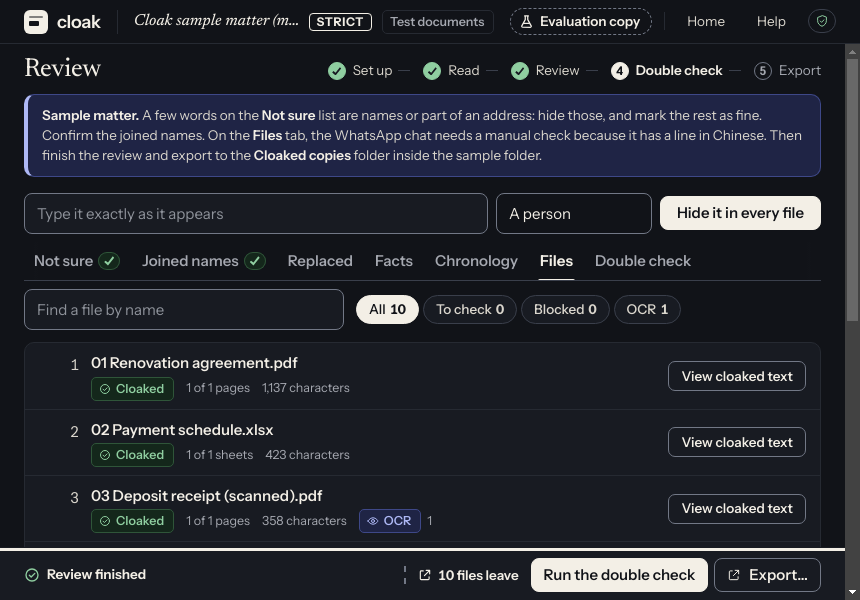 cloak
Cloak sample matter (m...
STRICT
Test documents
Evaluation copy
Home
Help
Review
Set up
Read
Review
4 Double check
5 Export
Sample matter. A few words on the Not sure list are names or part of an address: hide those, and mark the rest as fine.
Confirm the joined names. On the Files tab, the WhatsApp chat needs a manual check because it has a line in Chinese. Then
finish the review and export to the Cloaked copies folder inside the sample folder.
Type it exactly as it appears
A person
Hide it in every file
Not sure
Joined names
Replaced
Facts
Chronology
Files
Double check
Find a file by name
All 10
To check 0
Blocked 0
OCR 1
1 01 Renovation agreement.pdf
Cloaked 1 of 1 pages 1,137 characters
View cloaked text
2 02 Payment schedule.xlsx
Cloaked 1 of 1 sheets 423 characters
View cloaked text
3 03 Deposit receipt (scanned).pdf
Cloaked 1 of 1 pages 358 characters OCR 1
View cloaked text
Review finished
10 files leave
Run the double check
Export...